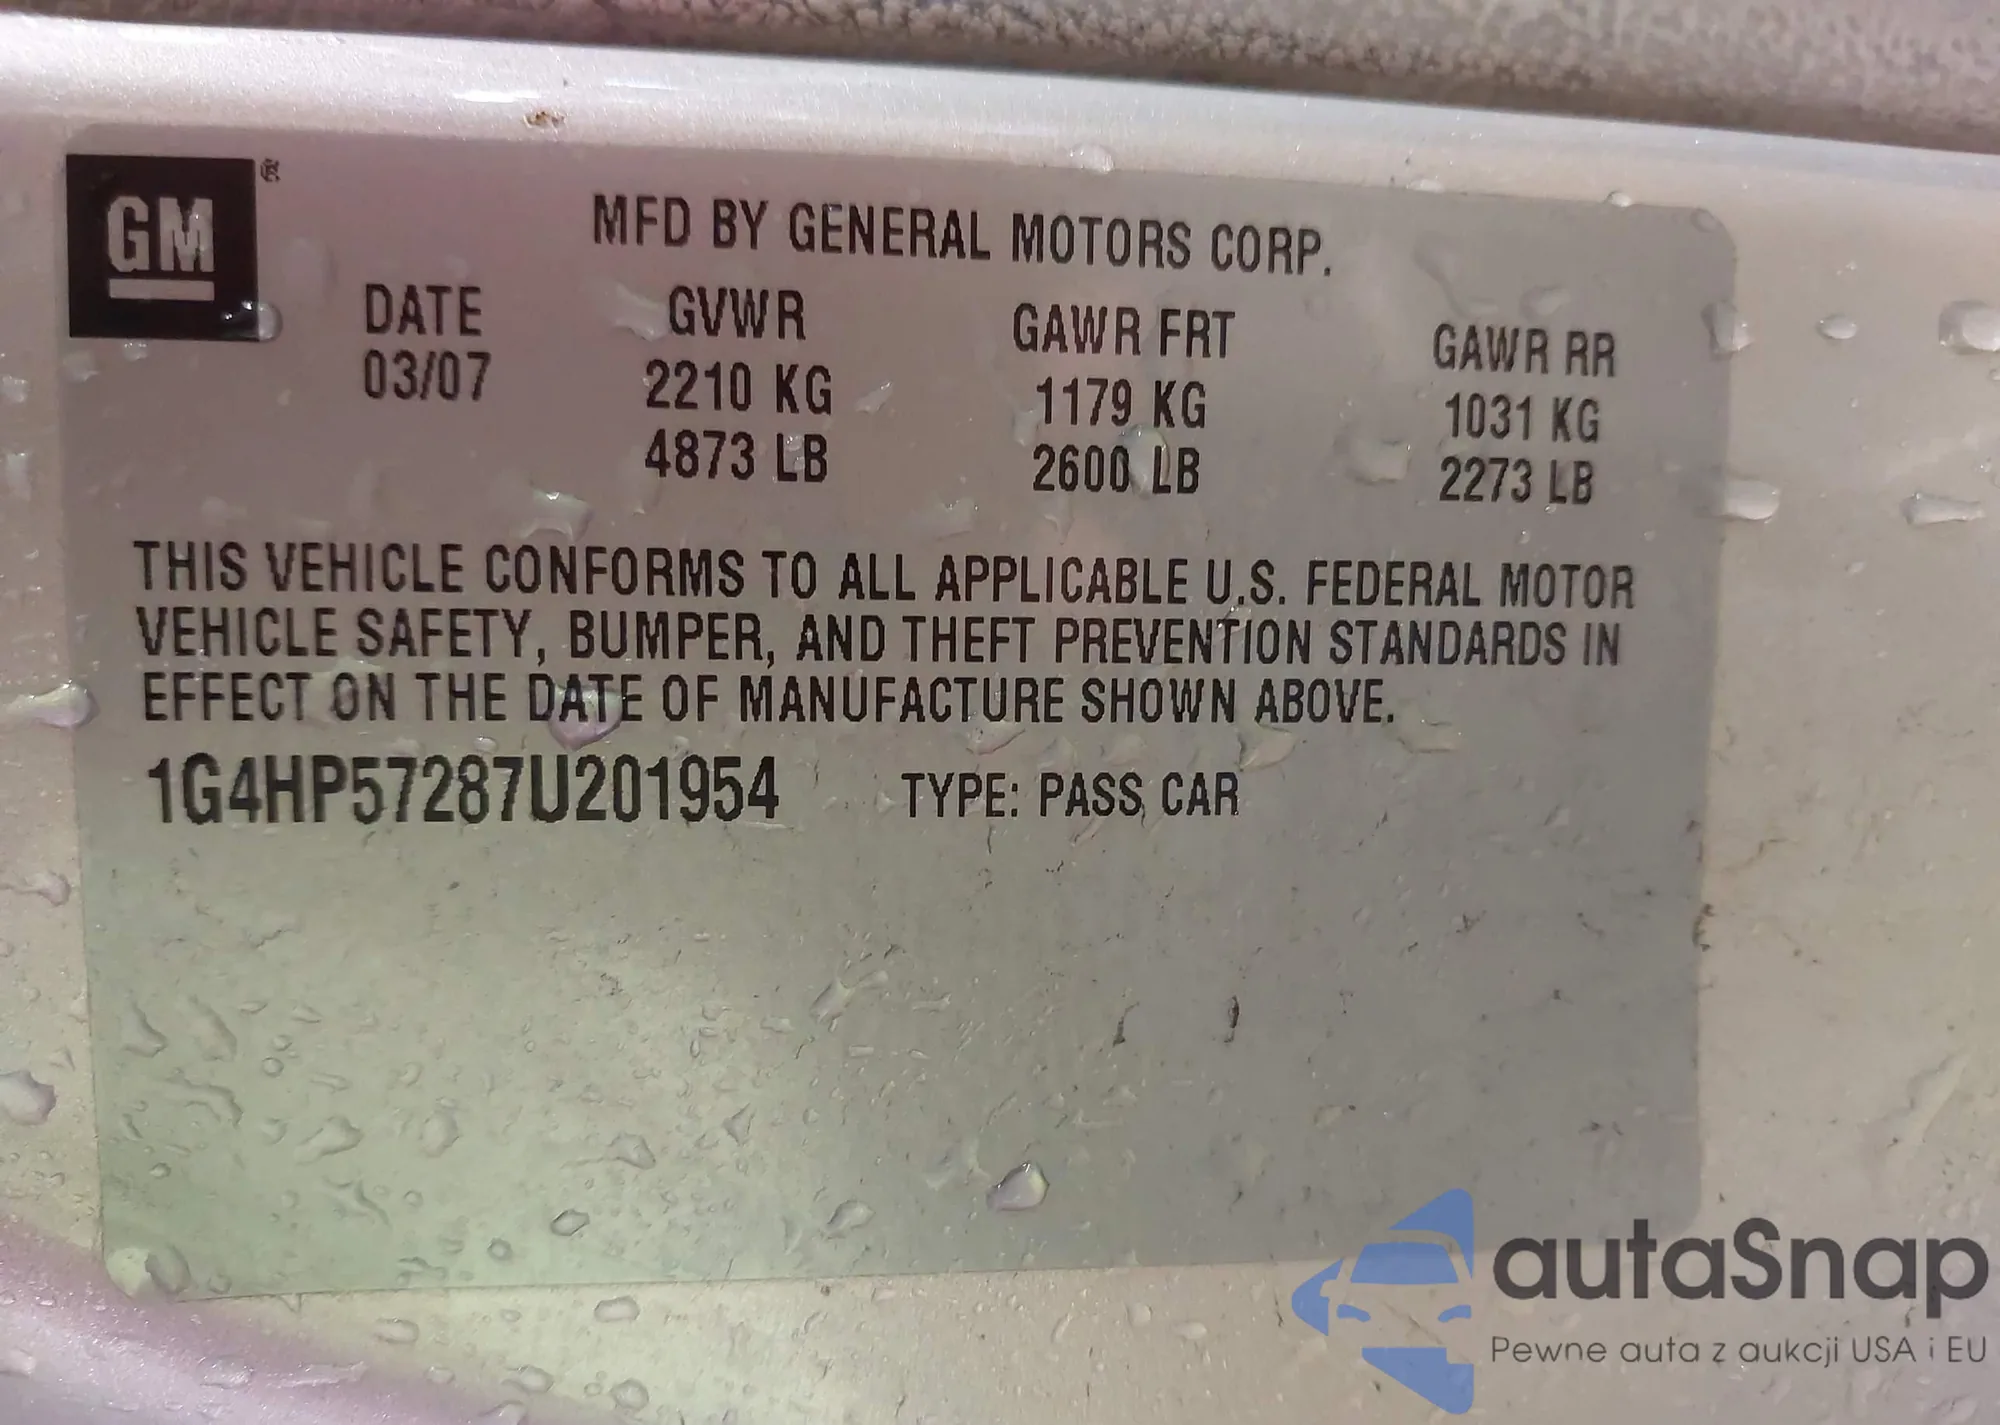 GM®
MFD BY GENERAL MOTORS CORP.
DATE GVWR GAWR FRT GAWR RR
03/07 2210 KG 1179 KG 1031 KG
4873 LB 2600 LB 2273 LB
THIS VEHICLE CONFORMS TO ALL APPLICABLE U.S. FEDERAL MOTOR
VEHICLE SAFETY, BUMPER, AND THEFT PREVENTION STANDARDS IN
EFFECT ON THE DATE OF MANUFACTURE SHOWN ABOVE.
1G4HP57287U201954 TYPE: PASS CAR
autaSnap
Pewne auta z aukcji USA i EU